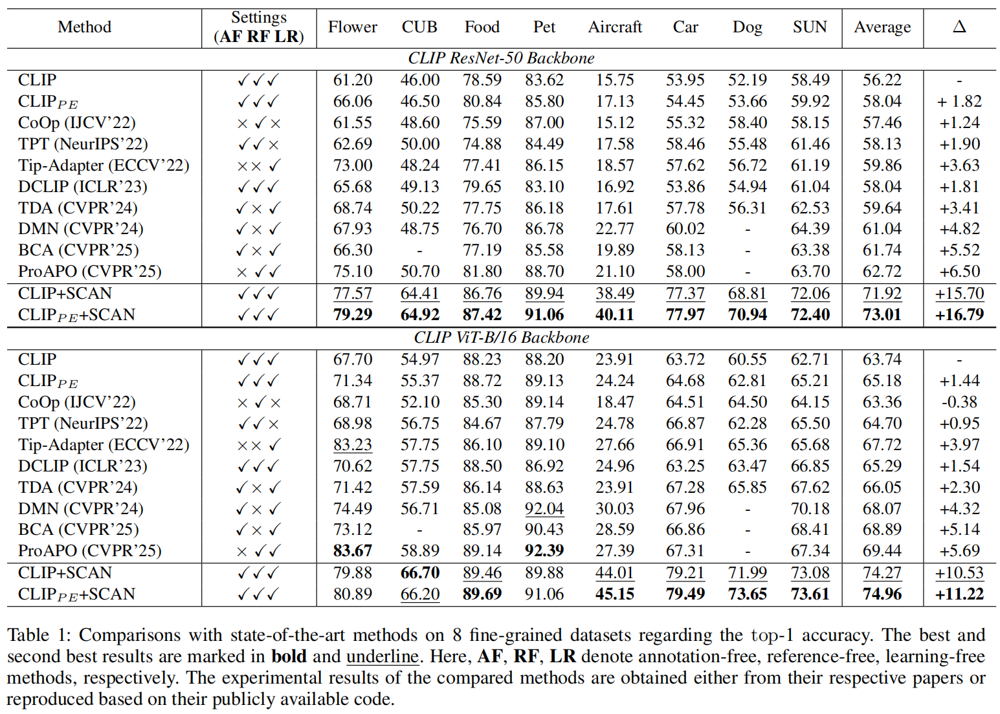 Method Settings (AF RF LR) Flower CUB Food Pet Aircraft Car Dog SUN Average Δ
CLIP ResNet-50 Backbone
CLIP ✓✓✓ 61.20 46.00 78.59 83.62 15.75 53.95 52.19 58.49 56.22 -
CLIP_PE ✓✓✓ 66.06 46.50 80.84 85.80 17.13 54.45 53.66 59.92 58.04 + 1.82
CoOp (IJCV’22) × ✓× 61.55 48.60 75.59 87.00 15.12 55.32 58.40 58.15 57.46 +1.24
TPT (NeurIPS’22) ✓✓× 62.69 50.00 74.88 84.49 17.58 58.46 55.48 61.46 58.13 +1.90
Tip-Adapter (ECCV’22) ×× ✓ 73.00 48.24 77.41 86.15 18.57 57.62 56.72 61.19 59.86 +3.63
DCLIP (ICLR’23) ✓✓✓ 65.68 49.13 79.65 83.10 16.92 53.86 54.94 61.04 58.04 +1.81
TDA (CVPR’24) ✓× ✓ 68.74 50.22 77.75 86.18 17.61 57.78 56.31 62.53 59.64 +3.41
DMN (CVPR’24) ✓× ✓ 67.93 48.75 76.70 86.78 22.77 60.02 - 64.39 61.04 +4.82
BCA (CVPR’25) ✓× ✓ 66.30 - 77.19 85.58 19.89 58.13 - 63.38 61.74 +5.52
ProAPO (CVPR’25) × ✓✓ 75.10 50.70 81.80 88.70 21.10 58.00 - 63.70 62.72 +6.50
CLIP+SCAN ✓✓✓ 77.57 64.41 86.76 89.94 38.49 77.37 68.81 72.06 71.92 +15.70
CLIP_PE+SCAN ✓✓✓ 79.29 64.92 87.42 91.06 40.11 77.97 70.94 72.40 73.01 +16.79
CLIP ViT-B/16 Backbone
CLIP ✓✓✓ 67.70 54.97 88.23 88.20 23.91 63.72 60.55 62.71 63.74 -
CLIP_PE ✓✓✓ 71.34 55.37 88.72 89.13 24.24 64.68 62.81 65.21 65.18 +1.44
CoOp (IJCV’22) × ✓× 68.71 52.10 85.30 89.14 18.47 64.51 64.50 64.15 63.36 -0.38
TPT (NeurIPS’22) ✓✓× 68.98 56.75 84.67 87.79 24.78 66.87 62.28 65.50 64.70 +0.95
Tip-Adapter (ECCV’22) ×× ✓ 83.23 57.75 86.10 89.10 27.66 66.91 65.36 65.68 67.72 +3.97
DCLIP (ICLR’23) ✓✓✓ 70.62 57.75 88.50 86.92 24.96 63.25 63.47 66.85 65.29 +1.54
TDA (CVPR’24) ✓× ✓ 71.42 57.59 86.14 88.63 23.91 67.28 65.85 67.62 66.05 +2.30
DMN (CVPR’24) ✓× ✓ 74.49 56.71 85.08 92.04 30.03 67.96 - 70.18 68.07 +4.32
BCA (CVPR’25) ✓× ✓ 73.12 - 85.97 90.43 28.59 66.86 - 68.41 68.89 +5.14
ProAPO (CVPR’25) × ✓✓ 83.67 58.89 89.14 92.39 27.39 67.31 - 67.34 69.44 +5.69
CLIP+SCAN ✓✓✓ 79.88 66.70 89.46 89.88 44.01 79.21 71.99 73.08 74.27 +10.53
CLIP_PE+SCAN ✓✓✓ 80.89 66.20 89.69 91.06 45.15 79.49 73.65 73.61 74.96 +11.22
Table 1: Comparisons with state-of-the-art methods on 8 fine-grained datasets regarding the top-1 accuracy. The best and
second best results are marked in bold and underline. Here, AF, RF, LR denote annotation-free, reference-free, learning-free
methods, respectively. The experimental results of the compared methods are obtained either from their respective papers or
reproduced based on their publicly available code.